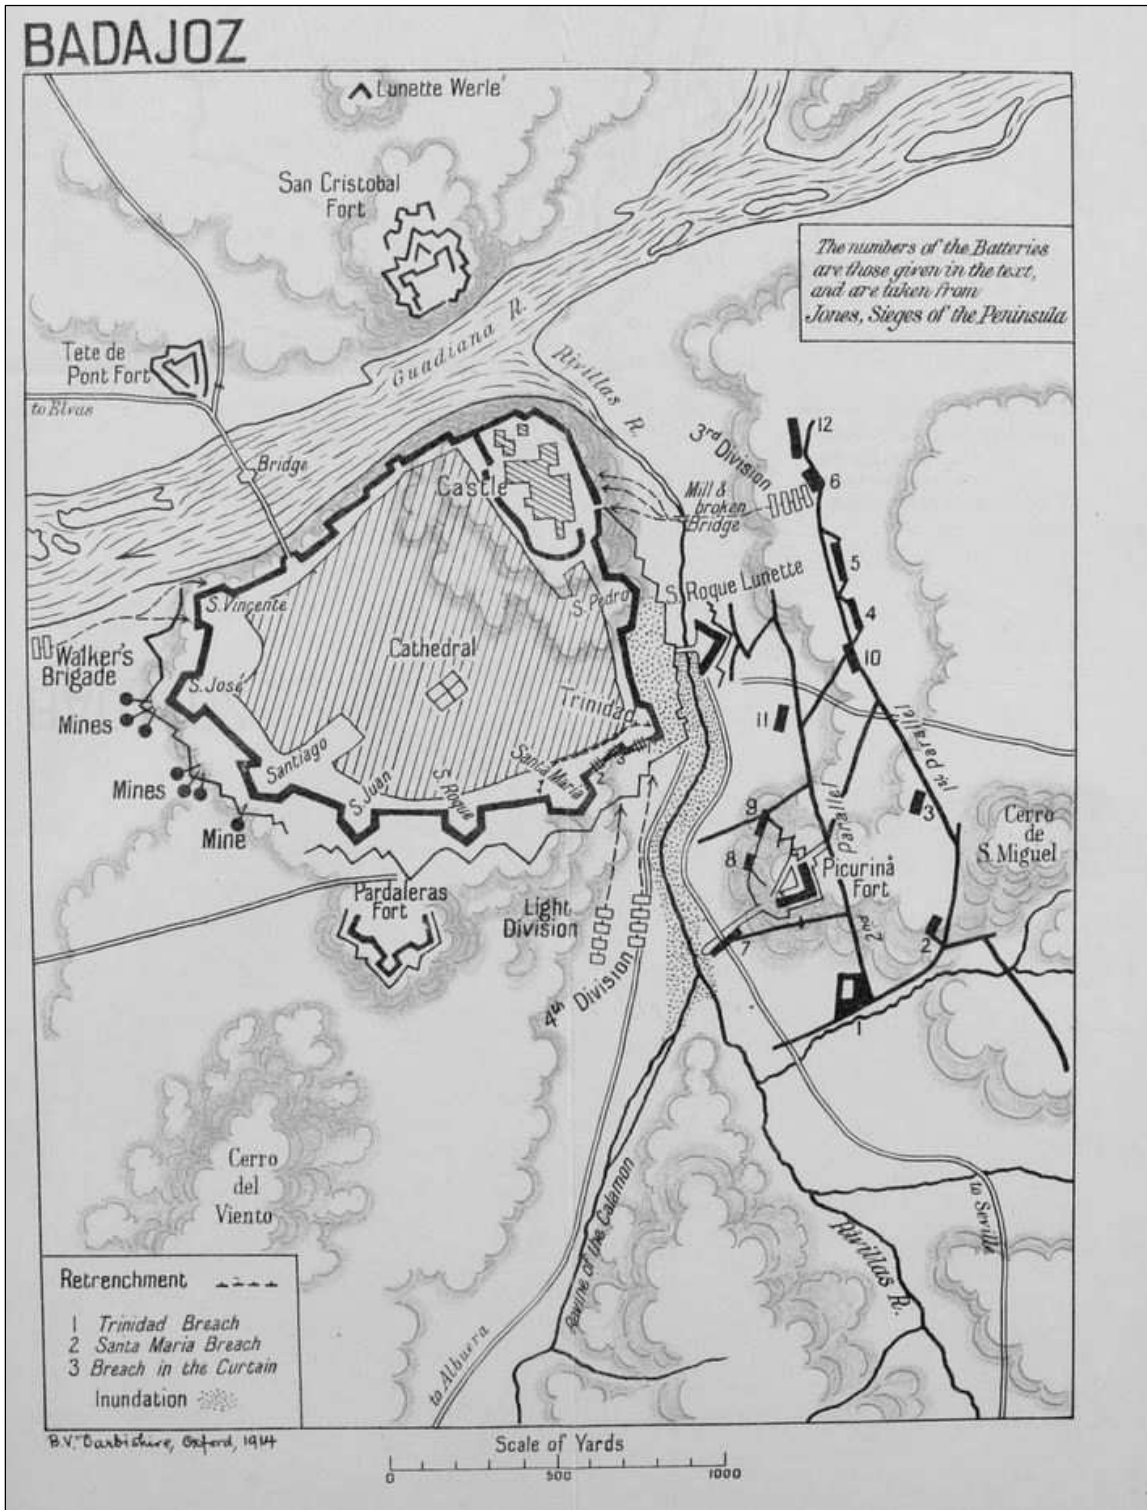 BADAJOZ
Lunette Werle'
San Cristobal
Fort
The numbers of the Batteries
are those given in the text,
and are taken from
Jones, Sieges of the Peninsula
Guadiana R.
Rivillas R.
Tete de
Pont Fort
to Elvas
Bridge
3rd Division
12
6
Castle
Mill &
broken
Bridge
5
S. Roque Lunette
4
S. Vincente
S. Pedro
Walker's
Brigade
Cathedral
10
S. José
Trinidad
11
1st Parallel
Mines
Santiago
Santa Maria
1
2
3
Mines
S. Juan
S. Roque
Mine
9
3
Cerro
de
S. Miguel
8
2nd Parallel
Picurina
Fort
Pardaleras
Fort
Light
Division
2
7
4th Division
1
Cerro
del
Viento
Ravine of the Calamon
to Seville
Rivillas R.
to Albuera
Retrenchment
1 Trinidad Breach
2 Santa Maria Breach
3 Breach in the Curtain
Inundation
B.V. Darbishire, Oxford, 1914
Scale of Yards
0 500 1000